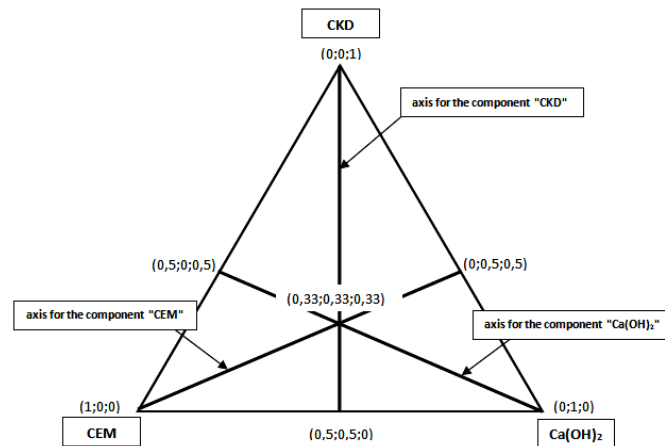 CKD
(0;0;1)
axis for the component "CKD"
(0,5;0;0,5)
(0;0,5;0,5)
(0,33;0,33;0,33)
axis for the component "CEM"
axis for the component "Ca(OH)₂"
(1;0;0)
(0;1;0)
CEM
(0,5;0,5;0)
Ca(OH)₂